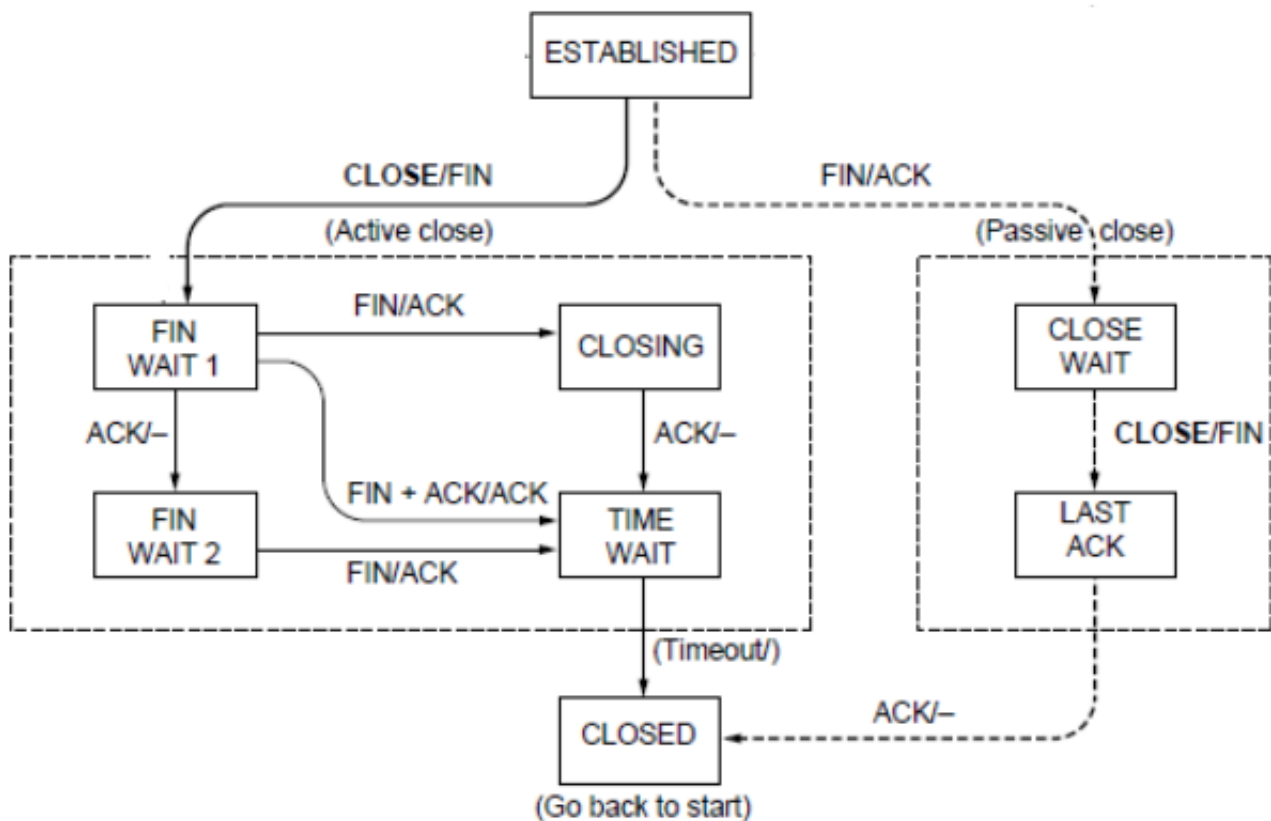 ESTABLISHED
CLOSE/FIN
FIN/ACK
(Active close)
(Passive close)
FIN
WAIT 1
FIN/ACK
CLOSING
CLOSE
WAIT
ACK/–
ACK/–
CLOSE/FIN
FIN + ACK/ACK
FIN
WAIT 2
TIME
WAIT
LAST
ACK
FIN/ACK
(Timeout/)
CLOSED
ACK/–
(Go back to start)